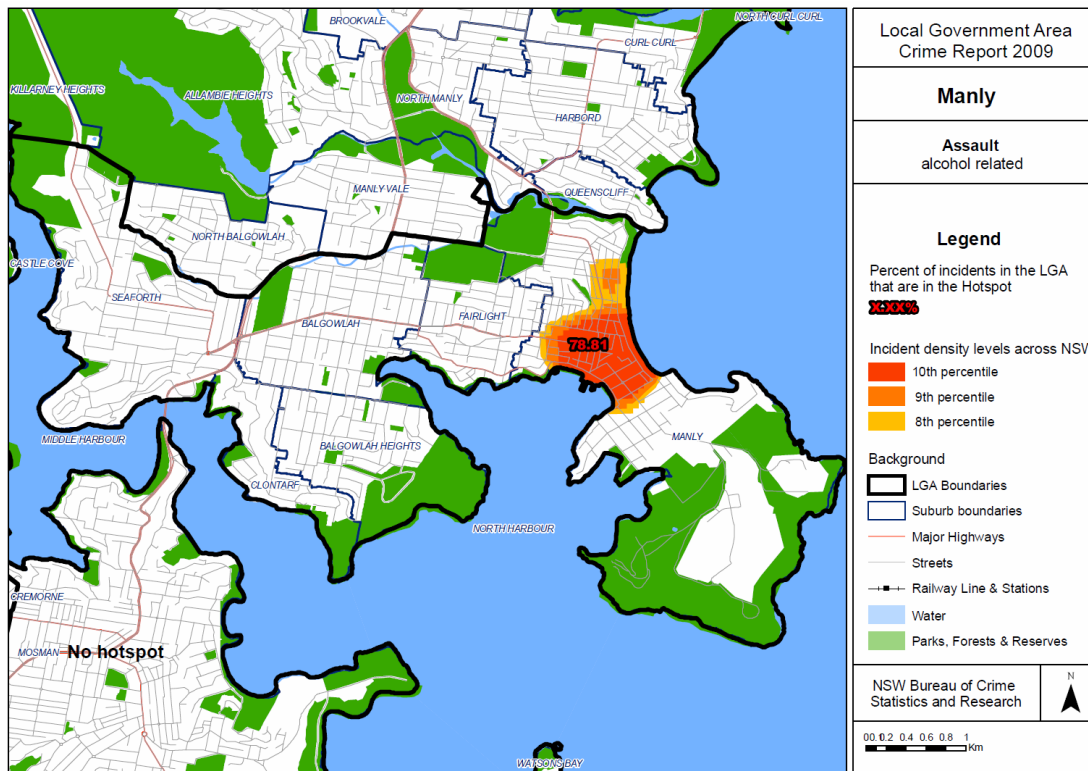 BROOKVALE
NORTH CURL CURL
CURL CURL
KILLARNEY HEIGHTS
ALLAMBIE HEIGHTS
NORTH MANLY
HARBORD
MANLY VALE
QUEENSCLIFF
NORTH BALGOWLAH
CASTLE COVE
SEAFORTH
BALGOWLAH
FAIRLIGHT
78.81
MIDDLE HARBOUR
BALGOWLAH HEIGHTS
MANLY
CLONTARF
NORTH HARBOUR
CREMORNE
MOSMAN
No hotspot
WATSONS BAY
Local Government Area
Crime Report 2009
Manly
Assault
alcohol related
Legend
Percent of incidents in the LGA
that are in the Hotspot
X.XX%
Incident density levels across NSW
10th percentile
9th percentile
8th percentile
Background
LGA Boundaries
Suburb boundaries
Major Highways
Streets
Railway Line & Stations
Water
Parks, Forests & Reserves
NSW Bureau of Crime
Statistics and Research
N
00.10.2 0.4 0.6 0.8 1
Km